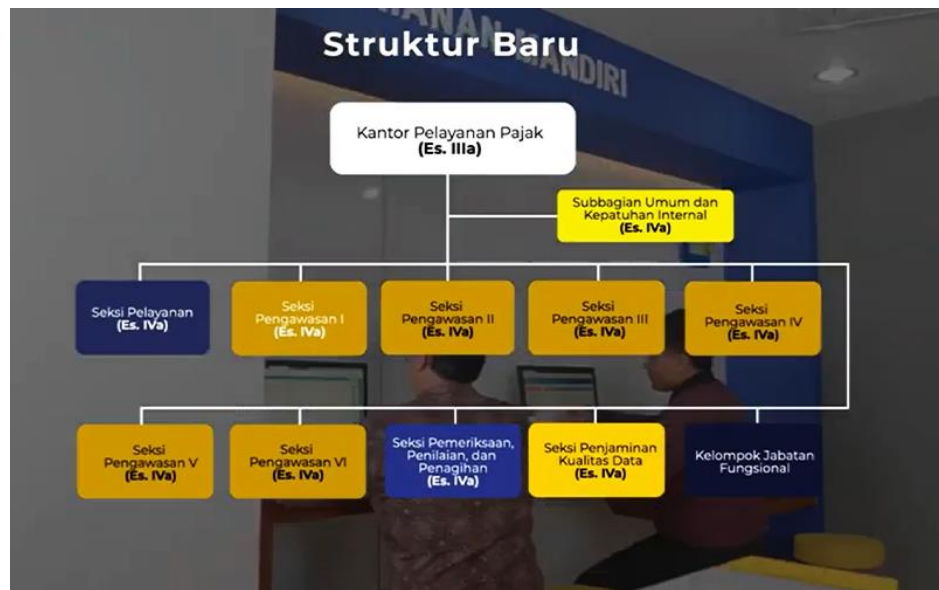 ANAN MANDIRI
Struktur Baru
Kantor Pelayanan Pajak
(Es. IIIa)
Subbagian Umum dan
Kepatuhan Internal
(Es. IVa)
Seksi Pelayanan
(Es. IVa)
Seksi
Pengawasan I
(Es. IVa)
Seksi
Pengawasan II
(Es. IVa)
Seksi
Pengawasan III
(Es. IVa)
Seksi
Pengawasan IV
(Es. IVa)
Seksi
Pengawasan V
(Es. IVa)
Seksi
Pengawasan VI
(Es. IVa)
Seksi Pemeriksaan,
Penilaian, dan
Penagihan
(Es. IVa)
Seksi Penjaminan
Kualitas Data
(Es. IVa)
Kelompok Jabatan
Fungsional